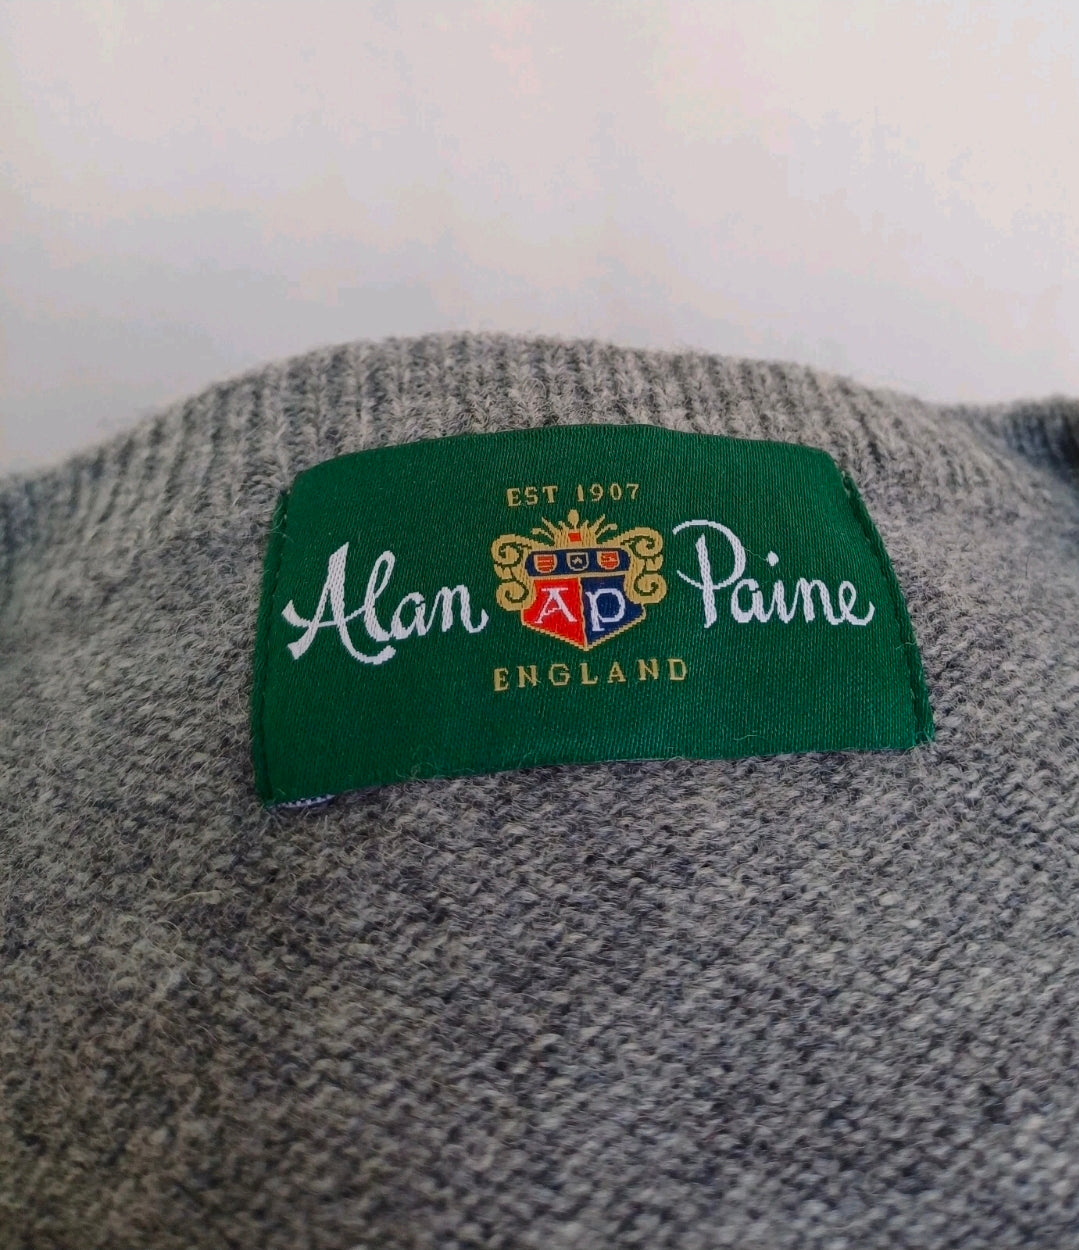 EST 1907
Alan AP Paine
ENGLAND